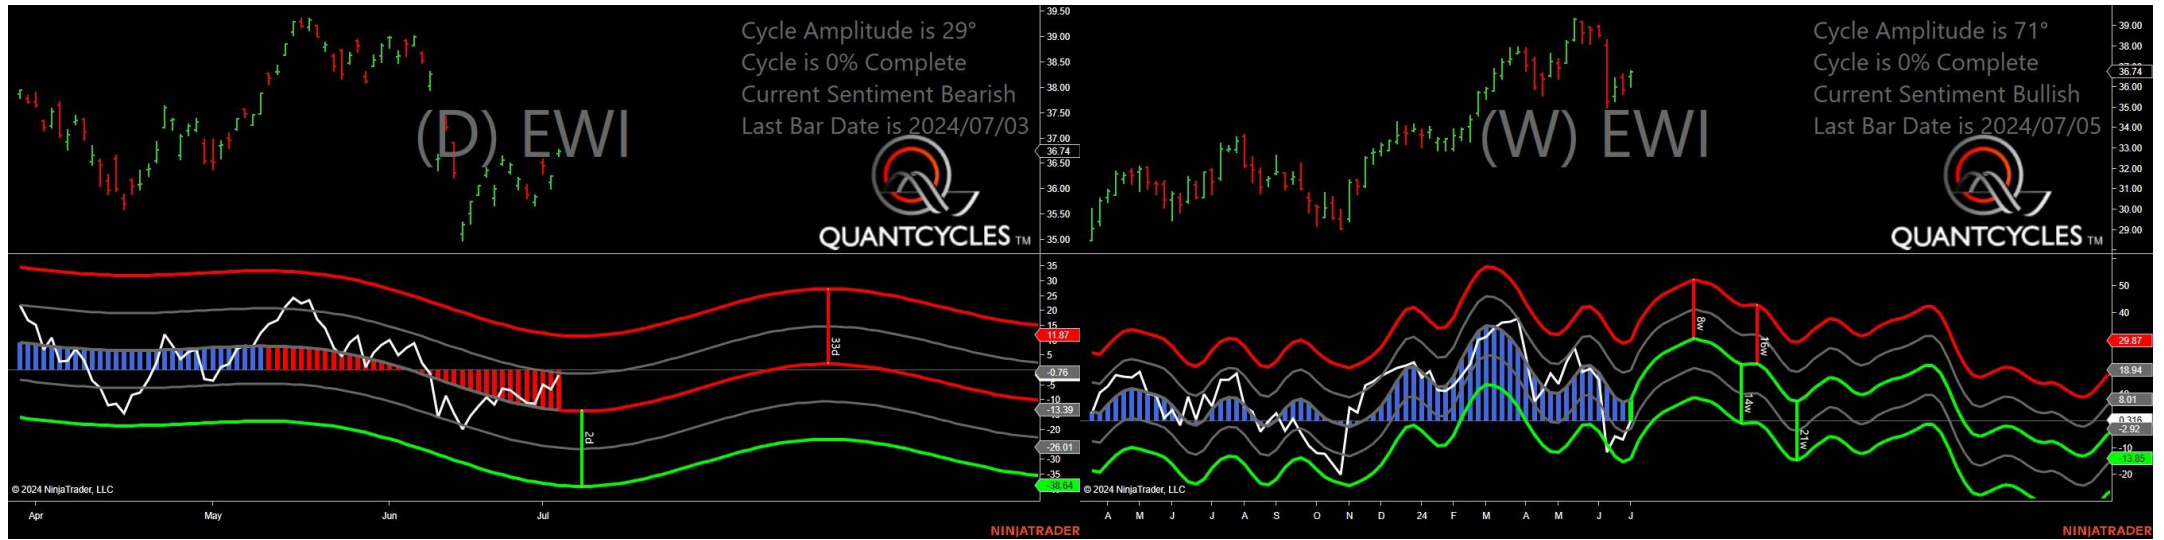 Cycle Amplitude is 29°
Cycle is 0% Complete
Current Sentiment Bearish
Last Bar Date is 2024/07/03
(D) EWI
QUANTCYCLES TM
39.50
39.00
38.50
38.00
37.50
37.00
36.74
36.50
36.00
35.50
35.00
35
30
25
20
15
11.87
5
-0.76
-5
-10
-13.39
-20
-26.01
-30
-35
-38.64
33d
2d
© 2024 NinjaTrader, LLC
Apr May Jun Jul
NINJATRADER
Cycle Amplitude is 71°
Cycle is 0% Complete
Current Sentiment Bullish
Last Bar Date is 2024/07/05
(W) EWI
QUANTCYCLES TM
39.00
38.00
36.74
36.00
35.00
34.00
33.00
32.00
31.00
30.00
29.00
50
40
29.87
18.94
8.01
0.316
-2.92
-10
-13.85
-20
8w
16w
14w
21w
© 2024 NinjaTrader, LLC
A M J J A S O N D 24 F M A M J J
NINJATRADER